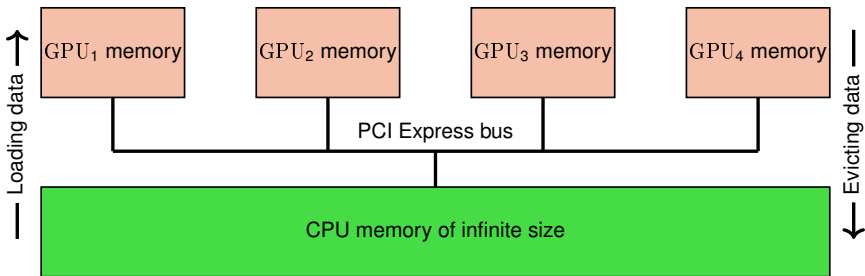 GPU₁ memory
GPU₂ memory
GPU₃ memory
GPU₄ memory
Loading data
PCI Express bus
Evicting data
CPU memory of infinite size